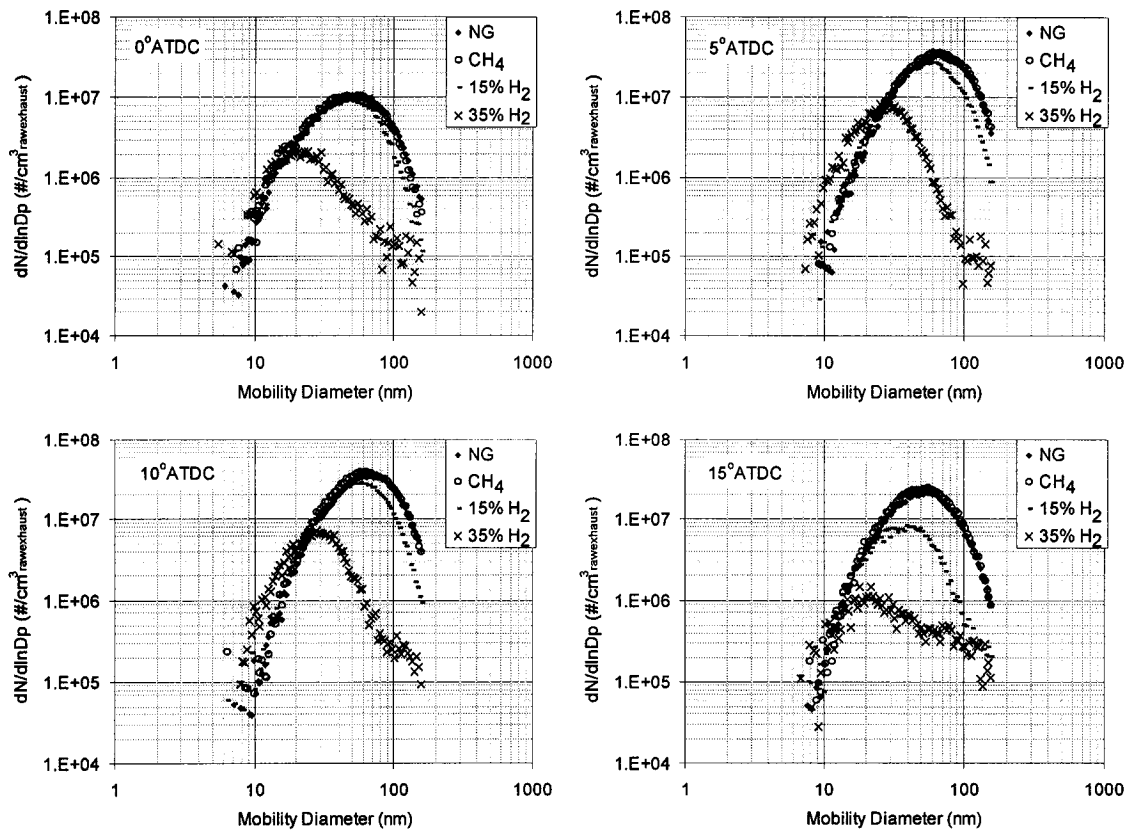 0°ATDC
NG
CH4
15% H2
35% H2
1.E+08
1.E+07
1.E+06
1.E+05
1.E+04
dN/dlnDp (#/cm³rawexhaust)
1 10 100 1000
Mobility Diameter (nm)
5°ATDC
NG
CH4
15% H2
35% H2
1.E+08
1.E+07
1.E+06
1.E+05
1.E+04
dN/dlnDp (#/cm³rawexhaust)
1 10 100 1000
Mobility Diameter (nm)
10°ATDC
NG
CH4
15% H2
35% H2
1.E+08
1.E+07
1.E+06
1.E+05
1.E+04
dN/dlnDp (#/cm³rawexhaust)
1 10 100 1000
Mobility Diameter (nm)
15°ATDC
NG
CH4
15% H2
35% H2
1.E+08
1.E+07
1.E+06
1.E+05
1.E+04
dN/dlnDp (#/cm³rawexhaust)
1 10 100 1000
Mobility Diameter (nm)